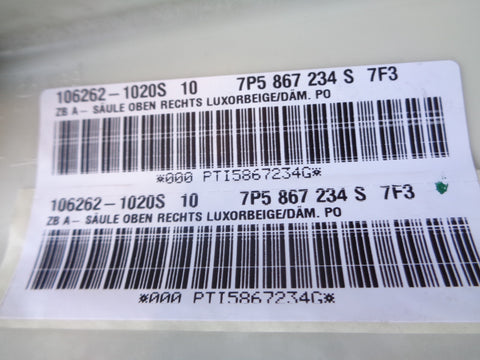 106262-1020S 10 7P5 867 234 S 7F3
ZB A- SÄULE OBEN RECHTS LUXORBEIGE/DÄM. PO
*000 PTI5867234G*
106262-1020S 10 7P5 867 234 S 7F3
ZB A- SÄULE OBEN RECHTS LUXORBEIGE/DÄM. PO
*000 PTI5867234G*